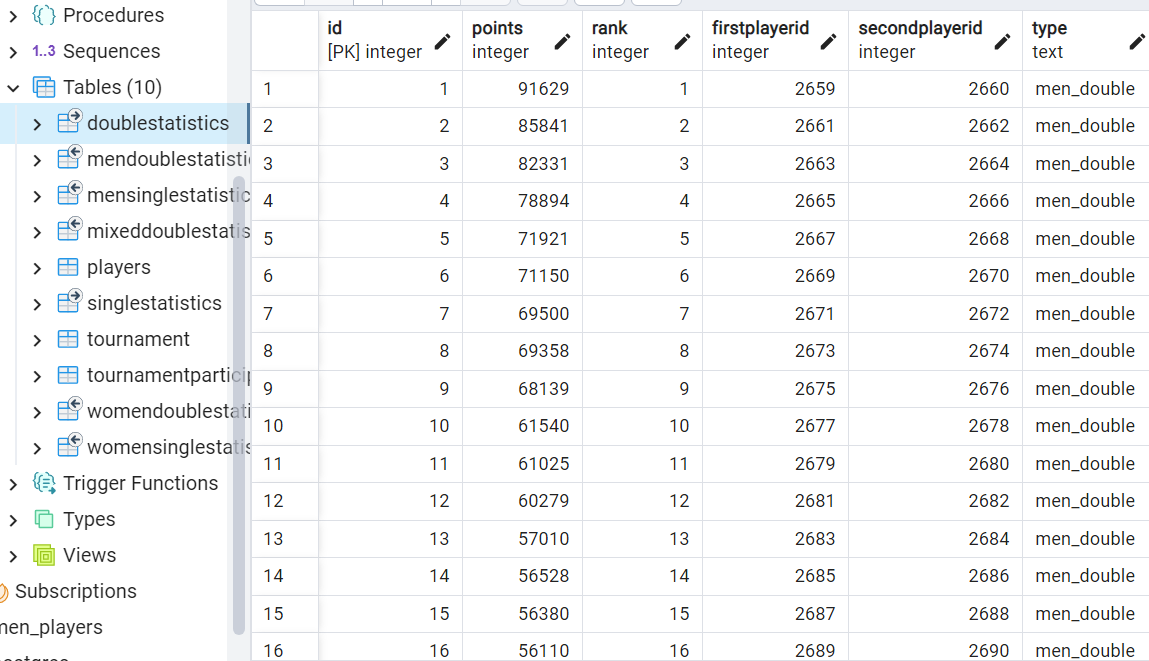 Procedures
1..3 Sequences
Tables (10)
doublestatistics
mendoublestatisti
mensinglestatistic
mixeddoublestatis
players
singlestatistics
tournament
tournamentpartici
womendoublestati
womensinglestatis
Trigger Functions
Types
Views
Subscriptions
men_players
id points rank firstplayerid secondplayerid type
[PK] integer integer integer integer integer text
1 1 91629 1 2659 2660 men_double
2 2 85841 2 2661 2662 men_double
3 3 82331 3 2663 2664 men_double
4 4 78894 4 2665 2666 men_double
5 5 71921 5 2667 2668 men_double
6 6 71150 6 2669 2670 men_double
7 7 69500 7 2671 2672 men_double
8 8 69358 8 2673 2674 men_double
9 9 68139 9 2675 2676 men_double
10 10 61540 10 2677 2678 men_double
11 11 61025 11 2679 2680 men_double
12 12 60279 12 2681 2682 men_double
13 13 57010 13 2683 2684 men_double
14 14 56528 14 2685 2686 men_double
15 15 56380 15 2687 2688 men_double
16 16 56110 16 2689 2690 men_double